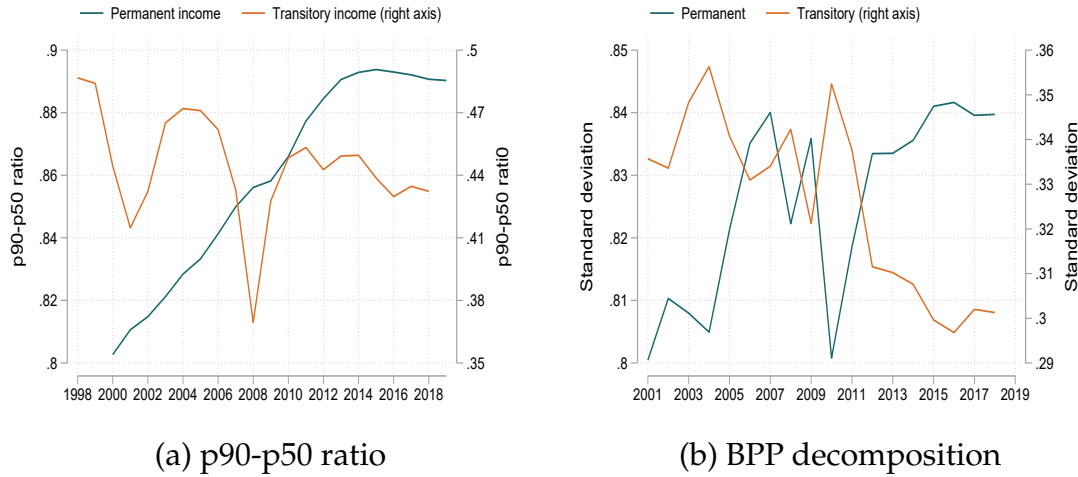 Permanent income Transitory income (right axis)
.9
.88
.86
.84
.82
.8
p90-p50 ratio
.5
.47
.44
.41
.38
.35
p90-p50 rati0
1998 2000 2002 2004 2006 2008 2010 2012 2014 2016 2018
(a) p90-p50 ratio
Permanent Transitory (right axis)
.85
.84
.83
.82
.81
.8
Standard deviation
.36
.35
.34
.33
.32
.31
.3
.29
Standard deviation
2001 2003 2005 2007 2009 2011 2013 2015 2017 2019
(b) BPP decomposition